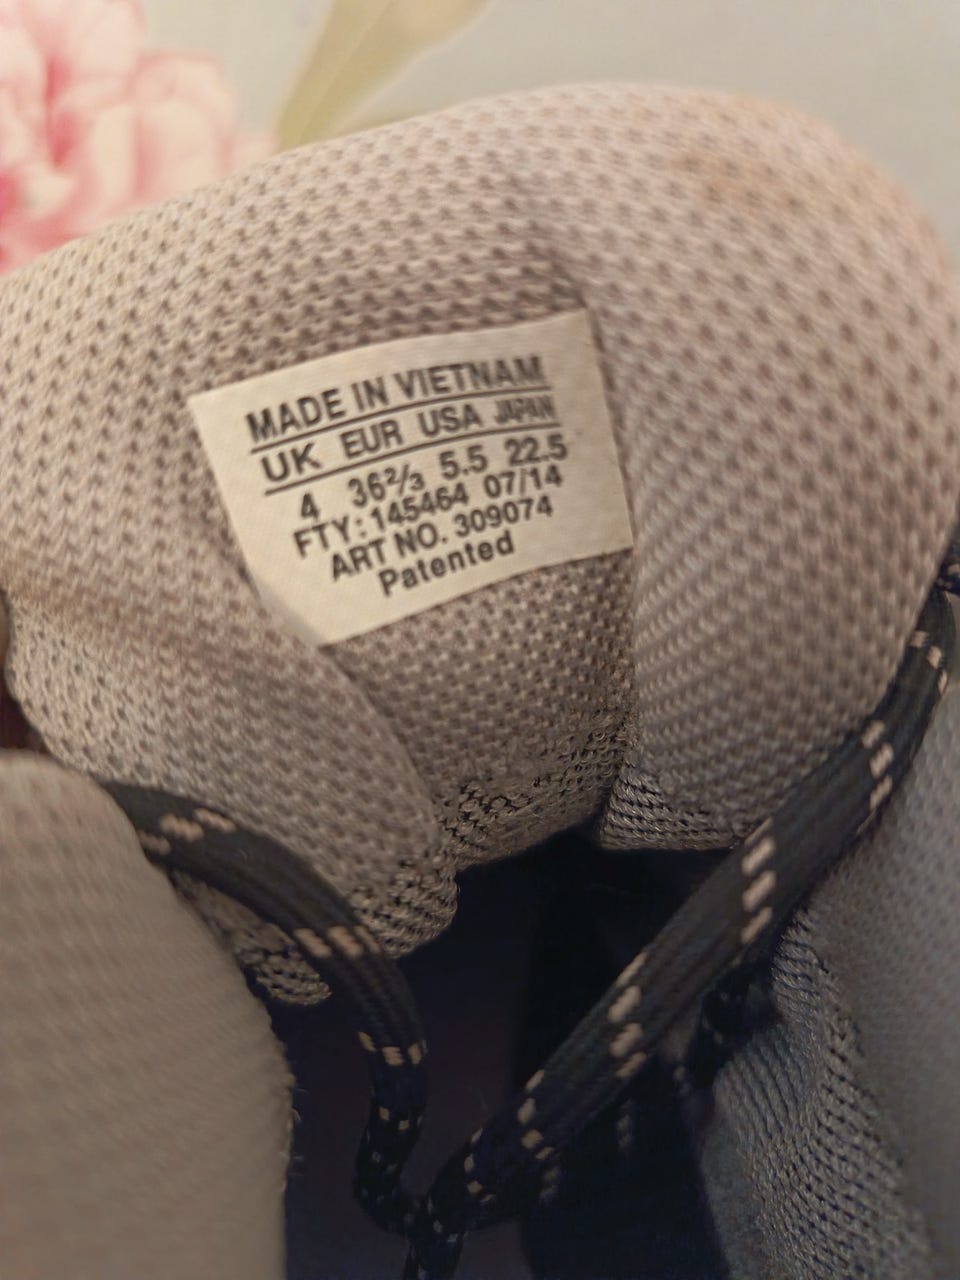 MADE IN VIETNAM
UK EUR USA JAPAN
4 36⅔ 5.5 22.5
FTY: 145464 07/14
ART NO. 309074
Patented